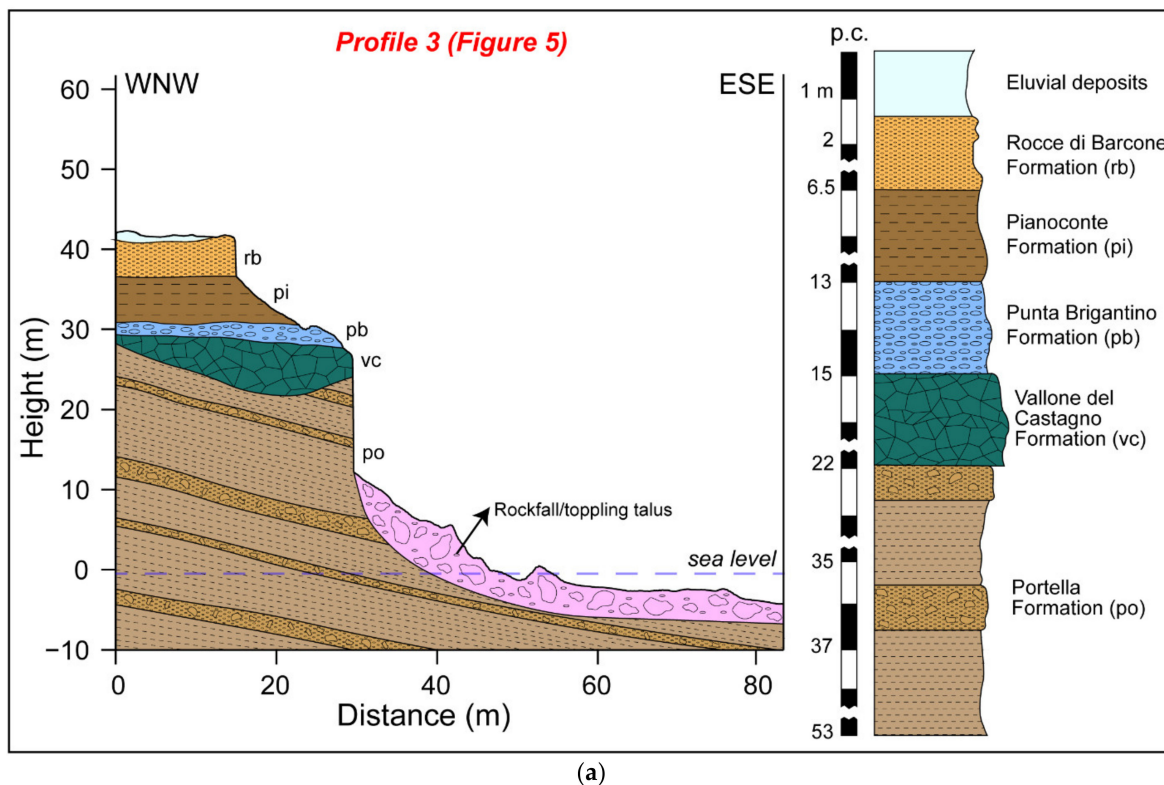 Profile 3 (Figure 5)
WNW
ESE
60
50
40
30
20
10
0
−10
Height (m)
rb
pi
pb
vc
po
Rockfall/toppling talus
sea level
0
20
40
60
80
Distance (m)
p.c.
1 m
2
6.5
13
15
22
35
37
53
Eluvial deposits
Rocce di Barcone
Formation (rb)
Pianoconte
Formation (pi)
Punta Brigantino
Formation (pb)
Vallone del
Castagno
Formation (vc)
Portella
Formation (po)
(a)